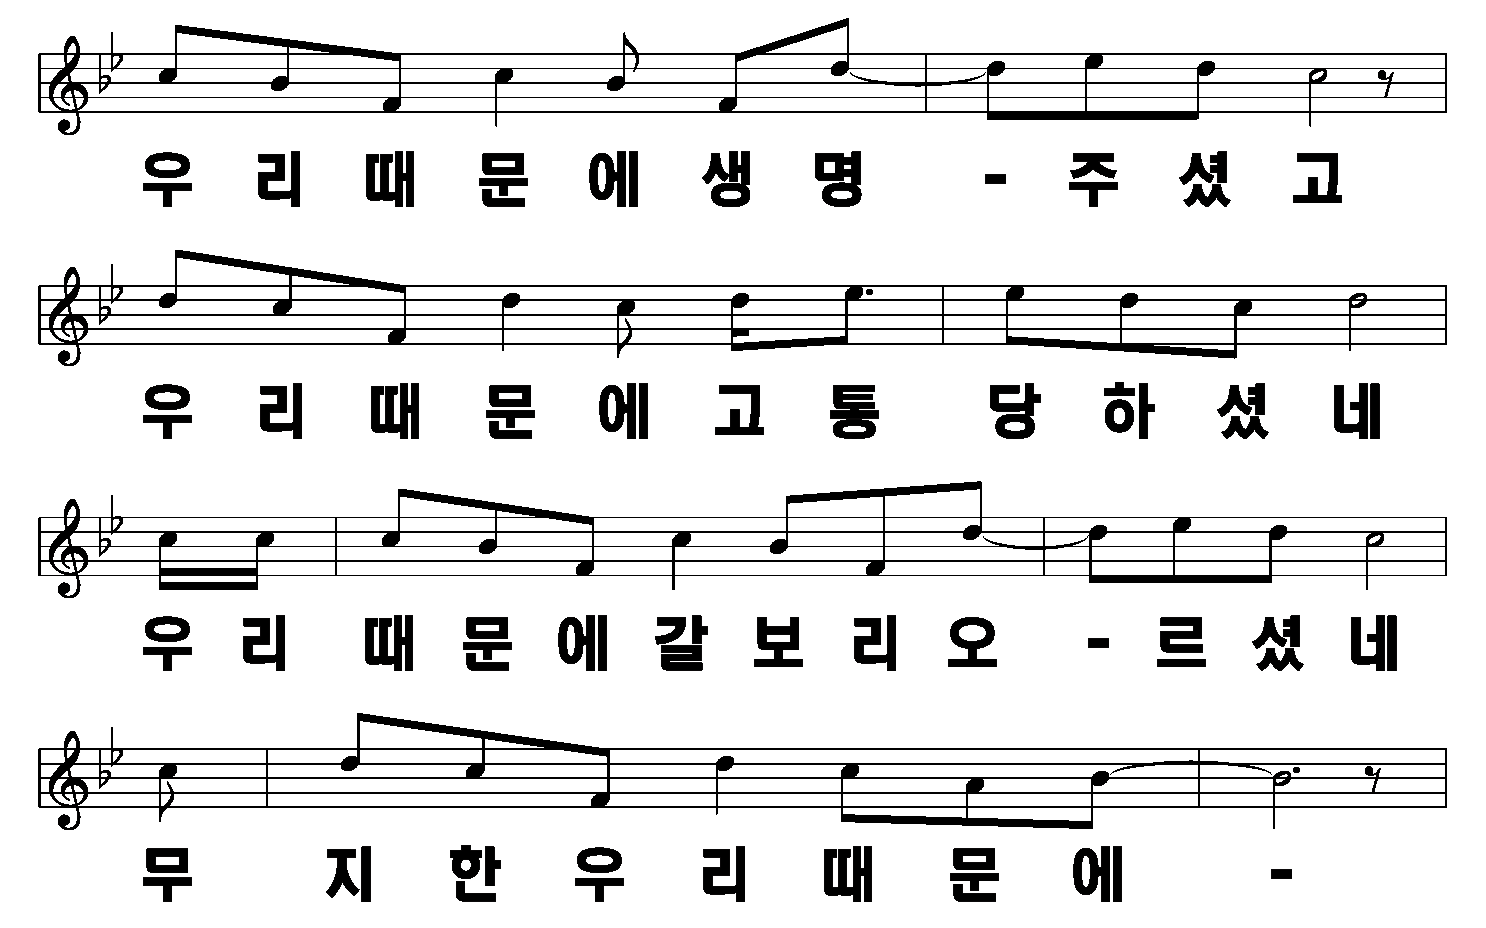 우 리 때 문 에 생 명 - 주 셨 고
우 리 때 문 에 고 통 당 하 셨 네
우 리 때 문 에 갈 보 리 오 - 르 셨 네
무 지 한 우 리 때 문 에 -